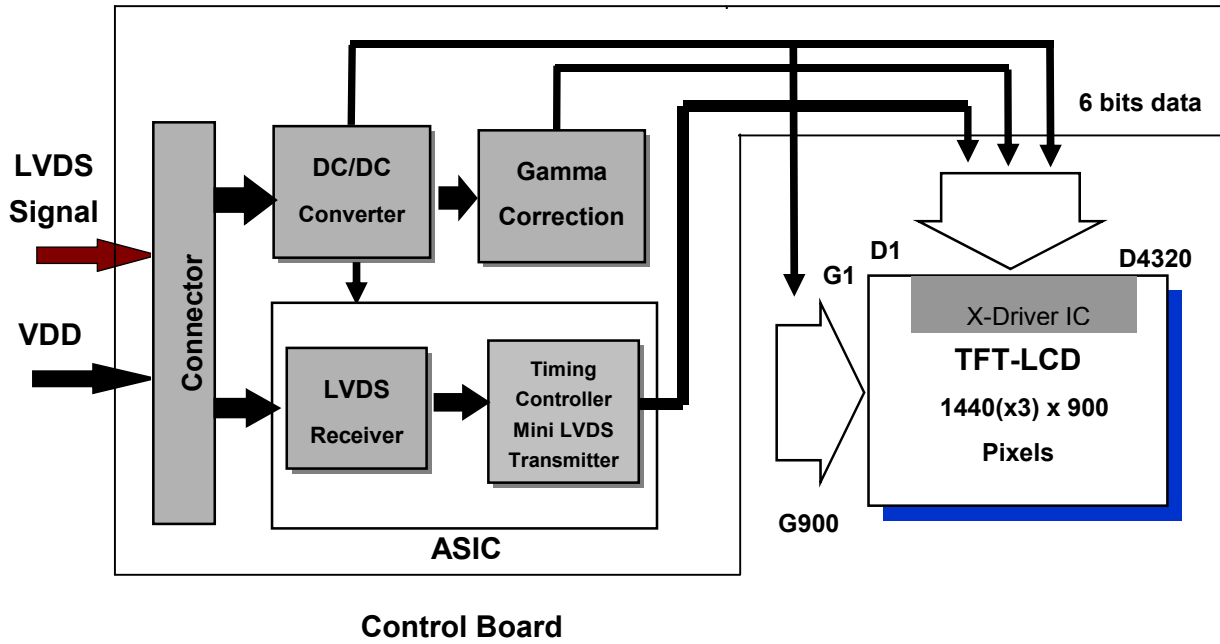 6 bits data
LVDS
Signal
VDD
Connector
DC/DC
Converter
Gamma
Correction
LVDS
Receiver
Timing
Controller
Mini LVDS
Transmitter
ASIC
D1
D4320
G1
G900
X-Driver IC
TFT-LCD
1440(x3) x 900
Pixels
Control Board